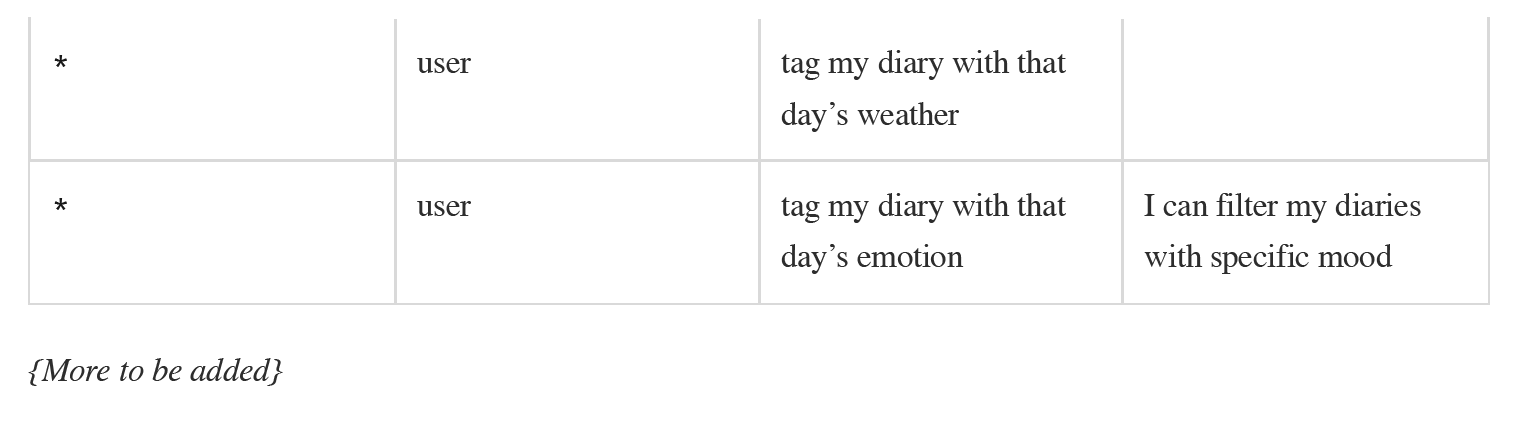 * user tag my diary with that
day’s weather
* user tag my diary with that I can filter my diaries
day’s emotion with specific mood
{More to be added}